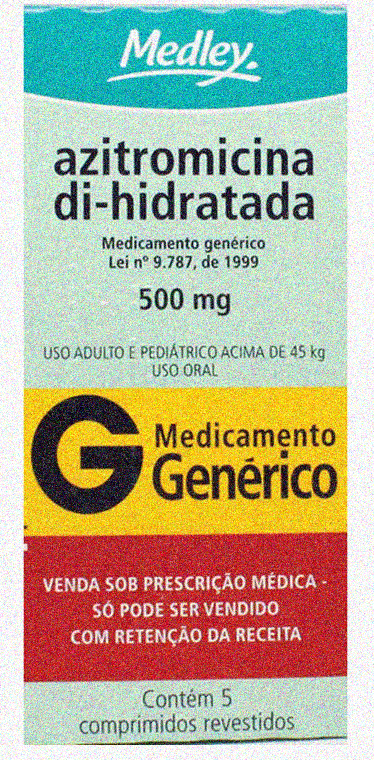 Medley.
azitromicina
di-hidratada
Medicamento genérico
Lei nº 9.787, de 1999
500 mg
USO ADULTO E PEDIÁTRICO ACIMA DE 45 kg
USO ORAL
G Medicamento
Genérico
VENDA SOB PRESCRIÇÃO MÉDICA -
SÓ PODE SER VENDIDO
COM RETENÇÃO DA RECEITA
Contém 5
comprimidos revestidos